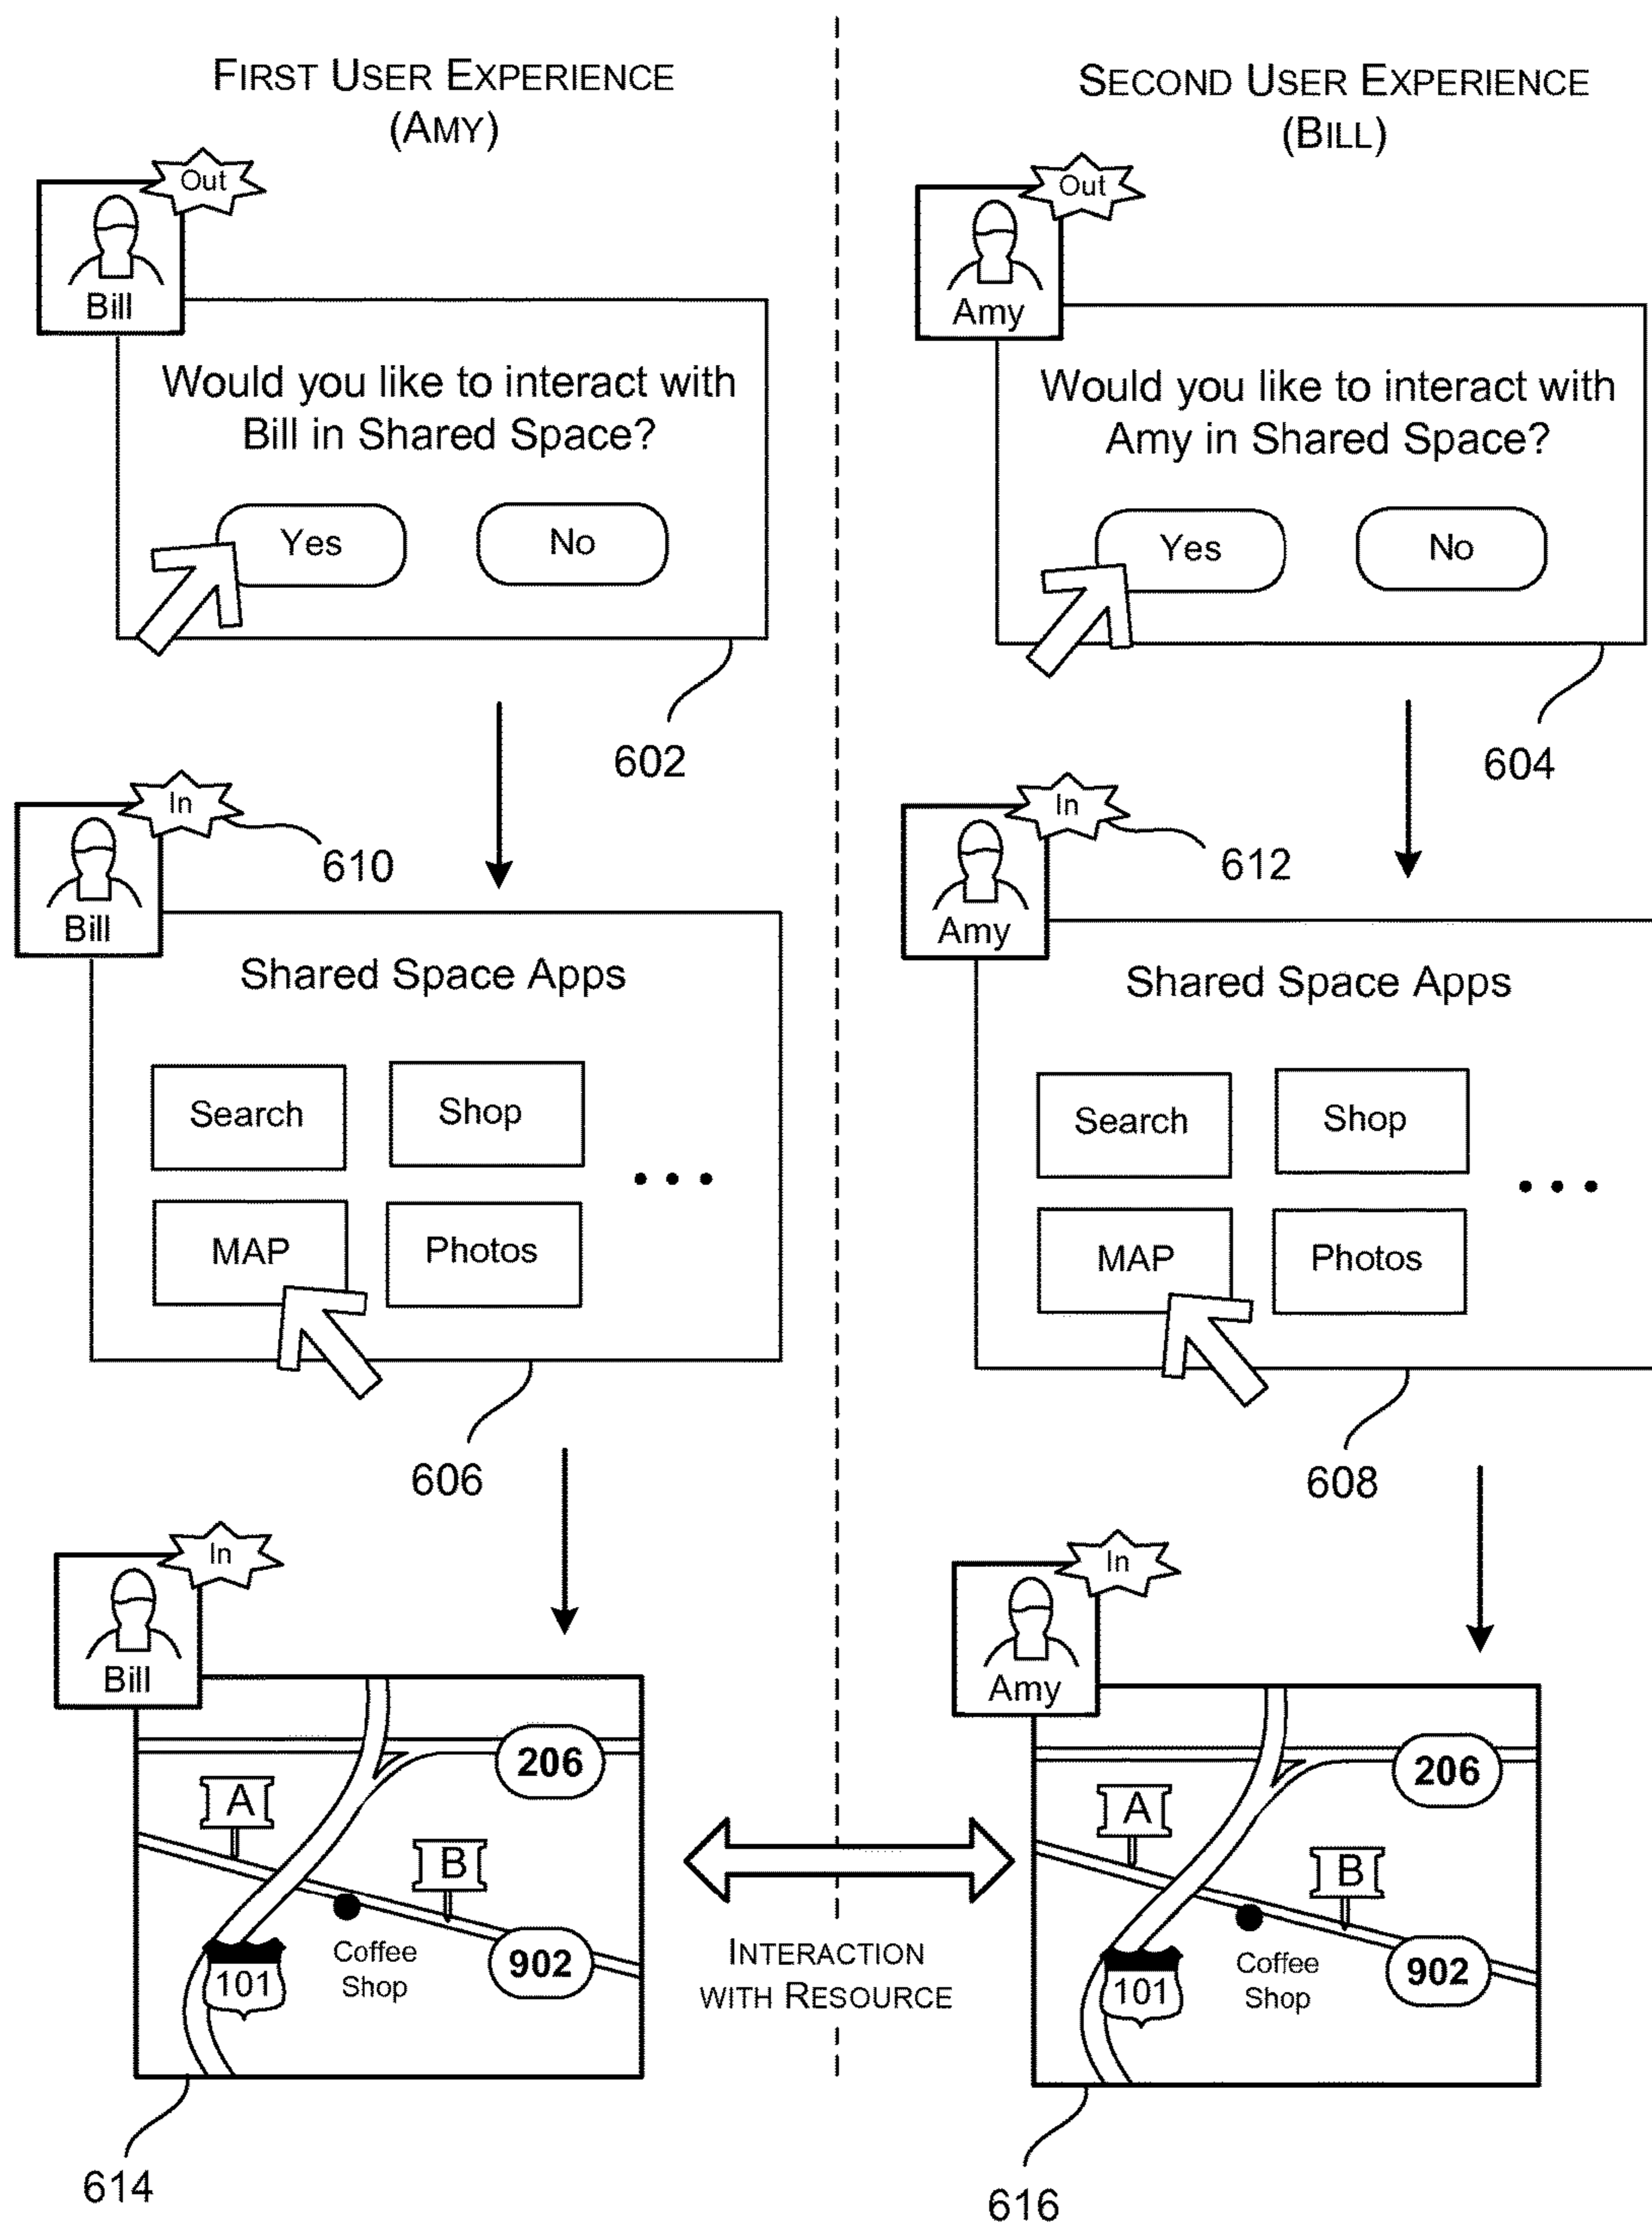 FIRST USER EXPERIENCE
(AMY)
Out
Bill
Would you like to interact with
Bill in Shared Space?
Yes
No
602
In
610
Bill
Shared Space Apps
Search
Shop
MAP
Photos
• • •
606
In
Bill
206
A
B
902
101
Coffee
Shop
614
SECOND USER EXPERIENCE
(BILL)
Out
Amy
Would you like to interact with
Amy in Shared Space?
Yes
No
604
In
612
Amy
Shared Space Apps
Search
Shop
MAP
Photos
• • •
608
In
Amy
206
A
B
902
101
Coffee
Shop
616
INTERACTION
WITH RESOURCE